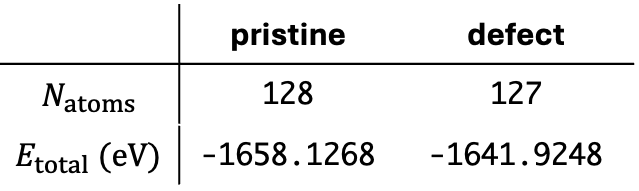 pristine defect
N_atoms 128 127
E_total (eV) -1658.1268 -1641.9248